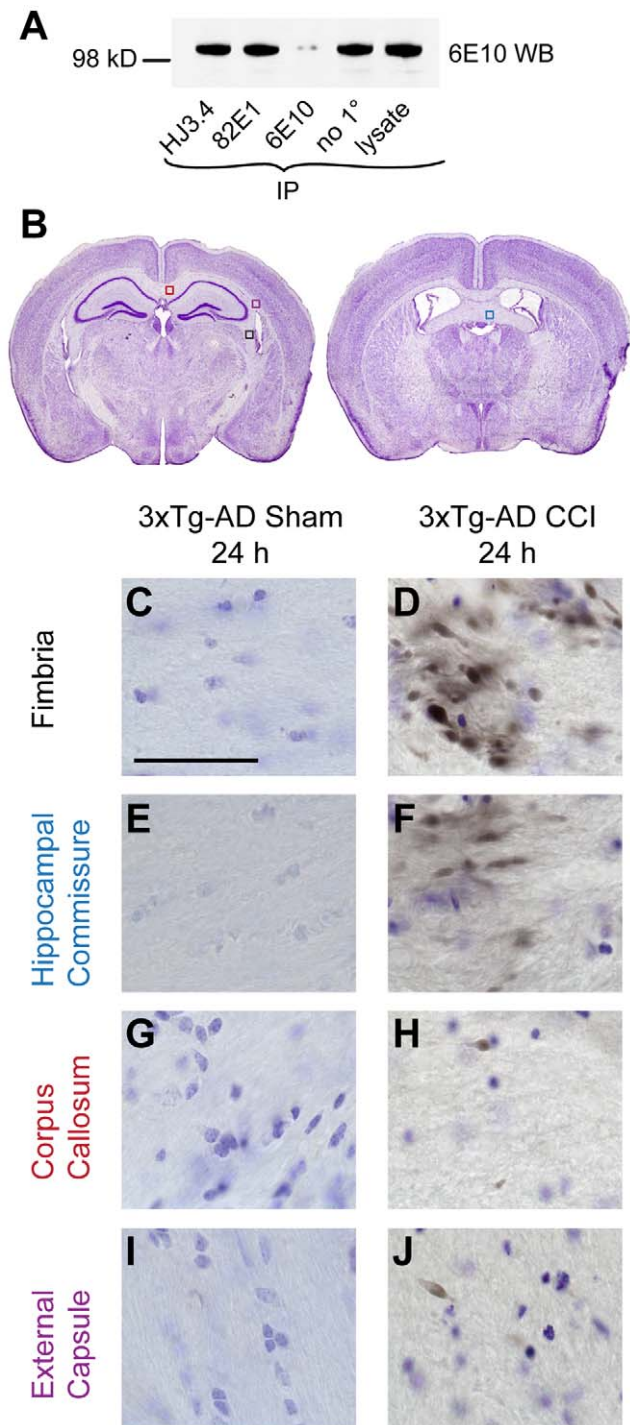 A
98 kD
6E10 WB
HJ3.4
82E1
6E10
no 1°
lysate
IP
B
3xTg-AD Sham
24 h
3xTg-AD CCI
24 h
Fimbria
C
D
Hippocampal
Commissure
E
F
Corpus
Callosum
G
H
External
Capsule
I
J